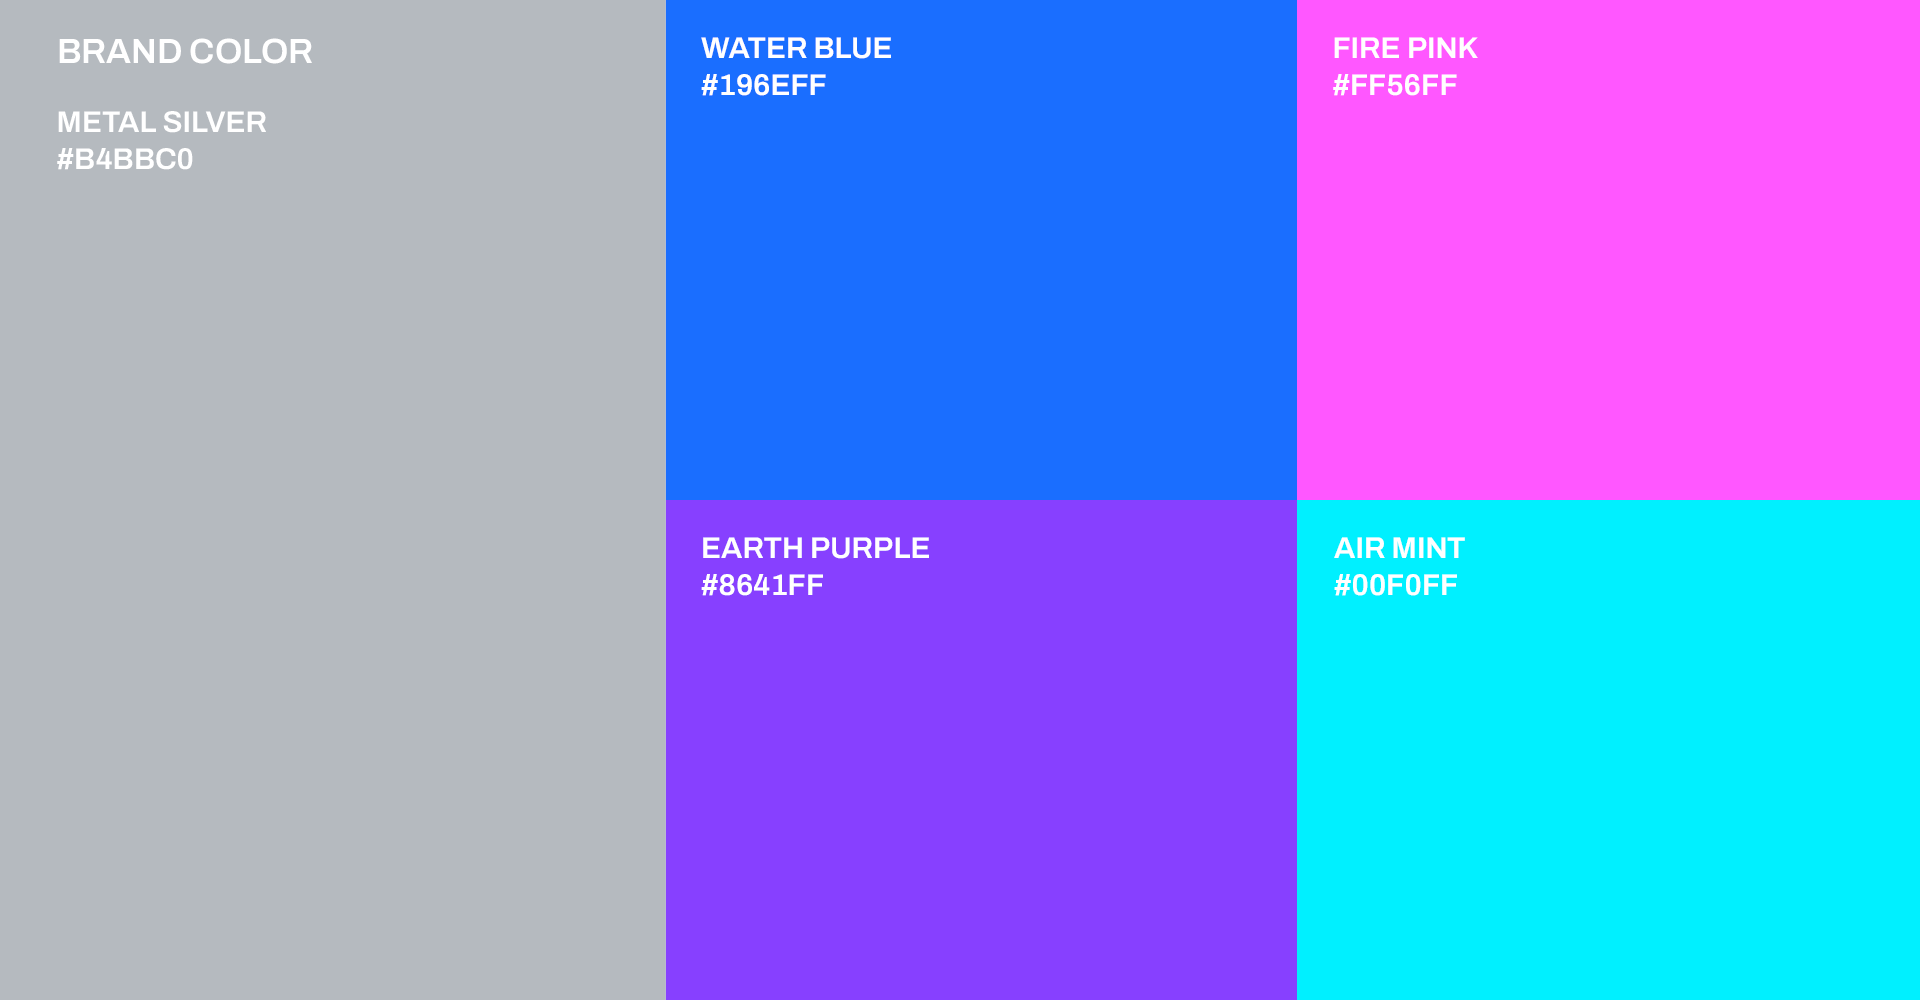 BRAND COLOR
METAL SILVER
#B4BBC0
WATER BLUE
#196EFF
FIRE PINK
#FF56FF
EARTH PURPLE
#8641FF
AIR MINT
#00F0FF